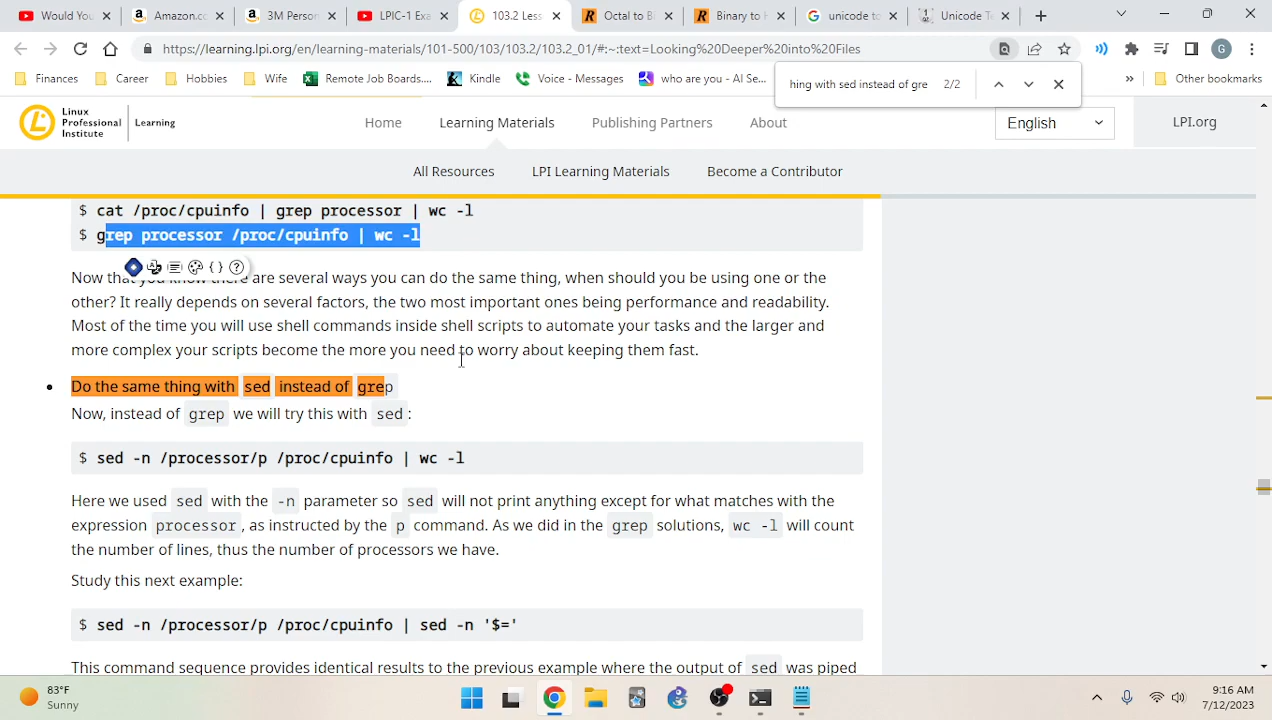 Would You
Amazon.cc
3M Person
LPIC-1 Exa
103.2 Less
Octal to Bi
Binary to H
unicode to
Unicode Te
https://learning.lpi.org/en/learning-materials/101-500/103/103.2/103.2_01/#:~:text=Looking%20Deeper%20into%20Files
G
Finances
Career
Hobbies
Wife
Remote Job Boards....
Kindle
Voice - Messages
who are you - AI Se...
»
Other bookmarks
hing with sed instead of gre 2/2
Linux
Professional
Institute
Learning
Home
Learning Materials
Publishing Partners
About
English
LPI.org
All Resources
LPI Learning Materials
Become a Contributor
$ cat /proc/cpuinfo | grep processor | wc -l
$ grep processor /proc/cpuinfo | wc -l
Now that you know there are several ways you can do the same thing, when should you be using one or the
other? It really depends on several factors, the two most important ones being performance and readability.
Most of the time you will use shell commands inside shell scripts to automate your tasks and the larger and
more complex your scripts become the more you need to worry about keeping them fast.
• Do the same thing with sed instead of grep
Now, instead of grep we will try this with sed :
$ sed -n /processor/p /proc/cpuinfo | wc -l
Here we used sed with the -n parameter so sed will not print anything except for what matches with the
expression processor , as instructed by the p command. As we did in the grep solutions, wc -l will count
the number of lines, thus the number of processors we have.
Study this next example:
$ sed -n /processor/p /proc/cpuinfo | sed -n '$='
This command sequence provides identical results to the previous example where the output of sed was piped
83°F
Sunny
9:16 AM
7/12/2023